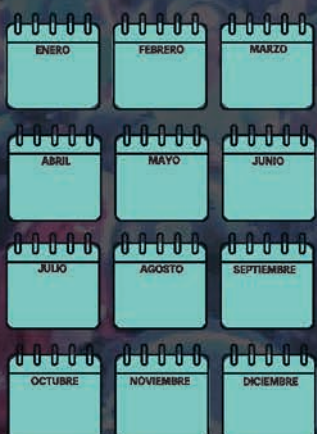 ENERO
FEBRERO
MARZO
ABRIL
MAYO
JUNIO
JULIO
AGOSTO
SEPTIEMBRE
OCTUBRE
NOVIEMBRE
DICIEMBRE